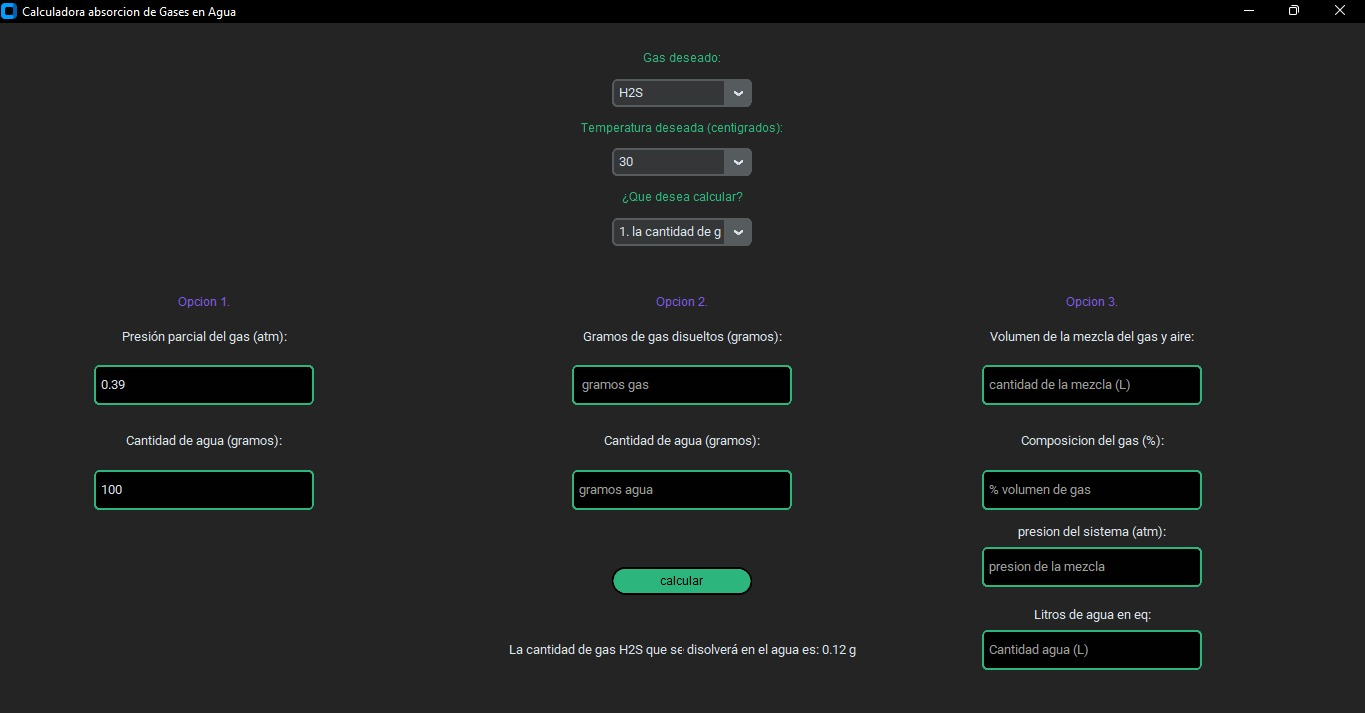 Calculadora absorcion de Gases en Agua
Gas deseado:
H2S
Temperatura deseada (centigrados):
30
¿Que desea calcular?
1. la cantidad de g
Opcion 1.
Presión parcial del gas (atm):
0.39
Cantidad de agua (gramos):
100
Opcion 2.
Gramos de gas disueltos (gramos):
gramos gas
Cantidad de agua (gramos):
gramos agua
calcular
La cantidad de gas H2S que se disolverá en el agua es: 0.12 g
Opcion 3.
Volumen de la mezcla del gas y aire:
cantidad de la mezcla (L)
Composicion del gas (%):
% volumen de gas
presion del sistema (atm):
presion de la mezcla
Litros de agua en eq:
Cantidad agua (L)